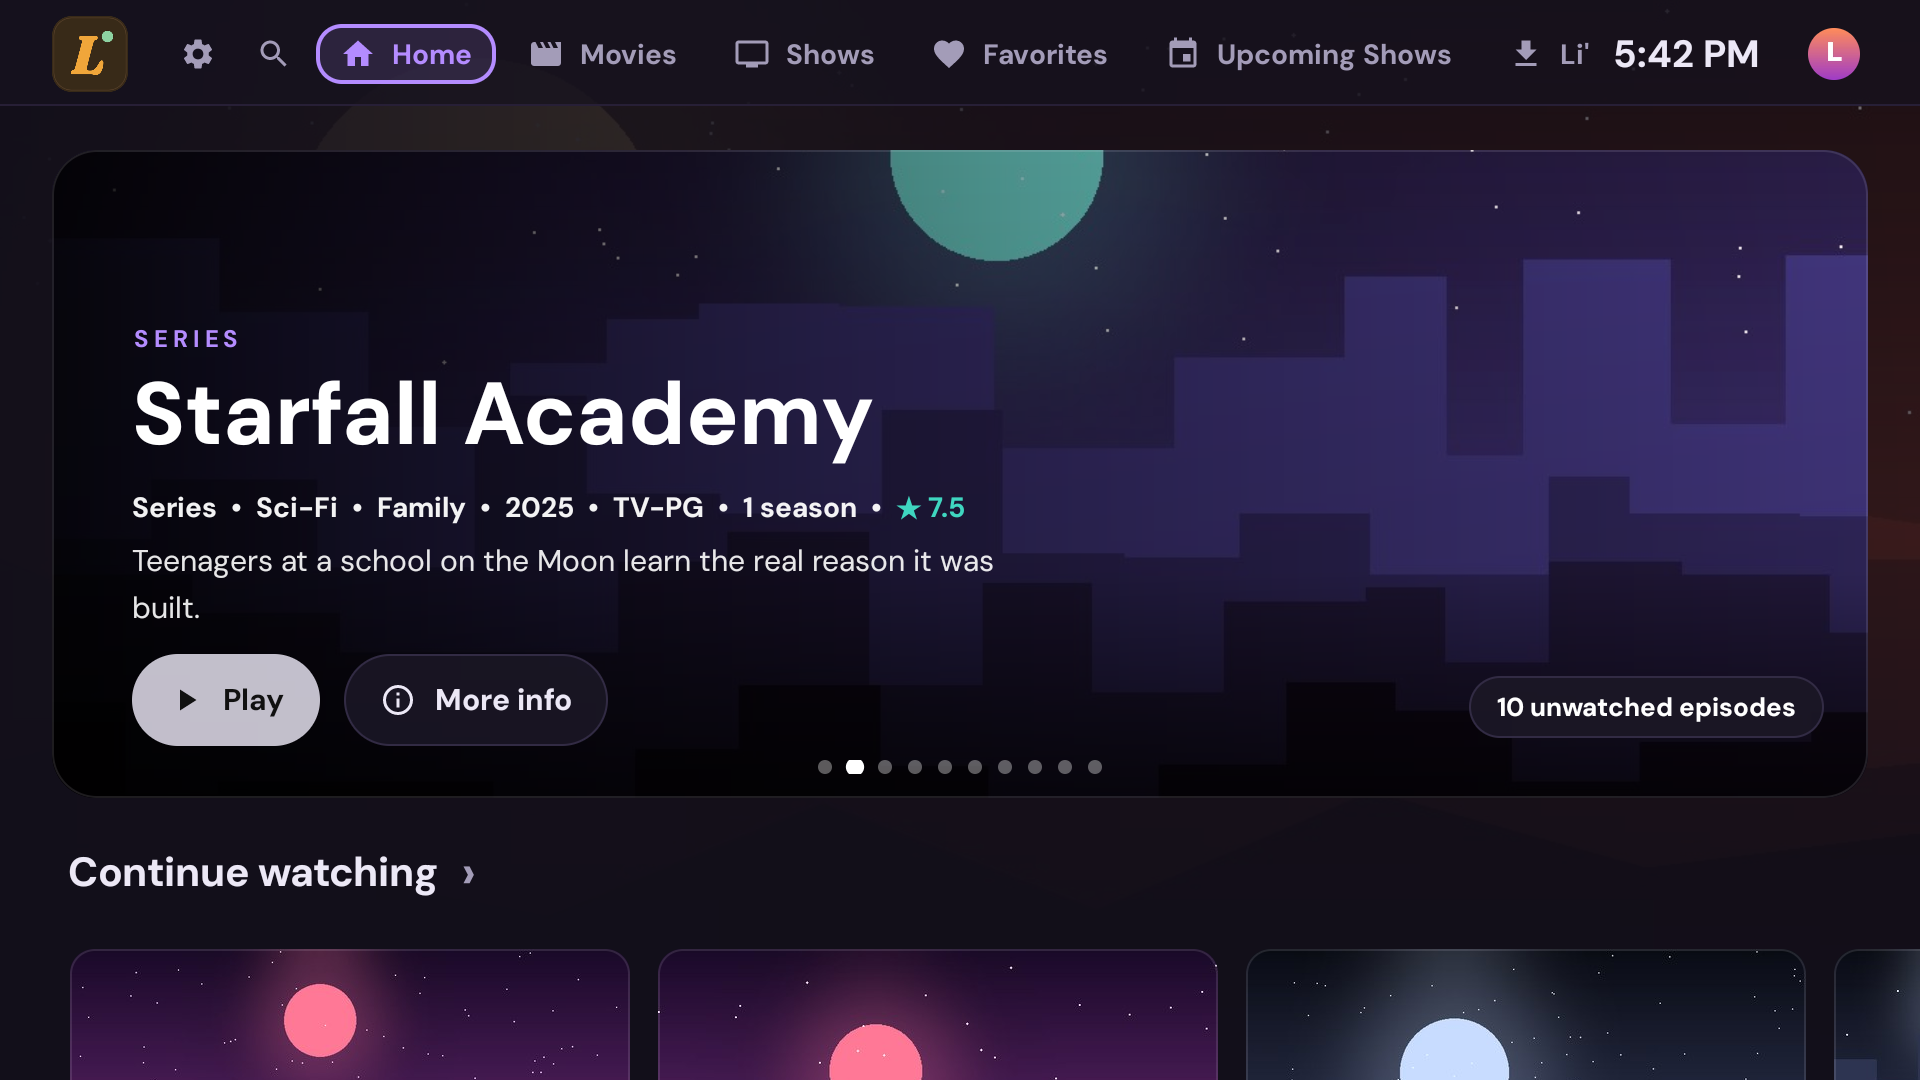 L
Home
Movies
Shows
Favorites
Upcoming Shows
Li'
5:42 PM
L
SERIES
Starfall Academy
Series • Sci-Fi • Family • 2025 • TV-PG • 1 season • ★ 7.5
Teenagers at a school on the Moon learn the real reason it was
built.
Play
More info
10 unwatched episodes
Continue watching ›